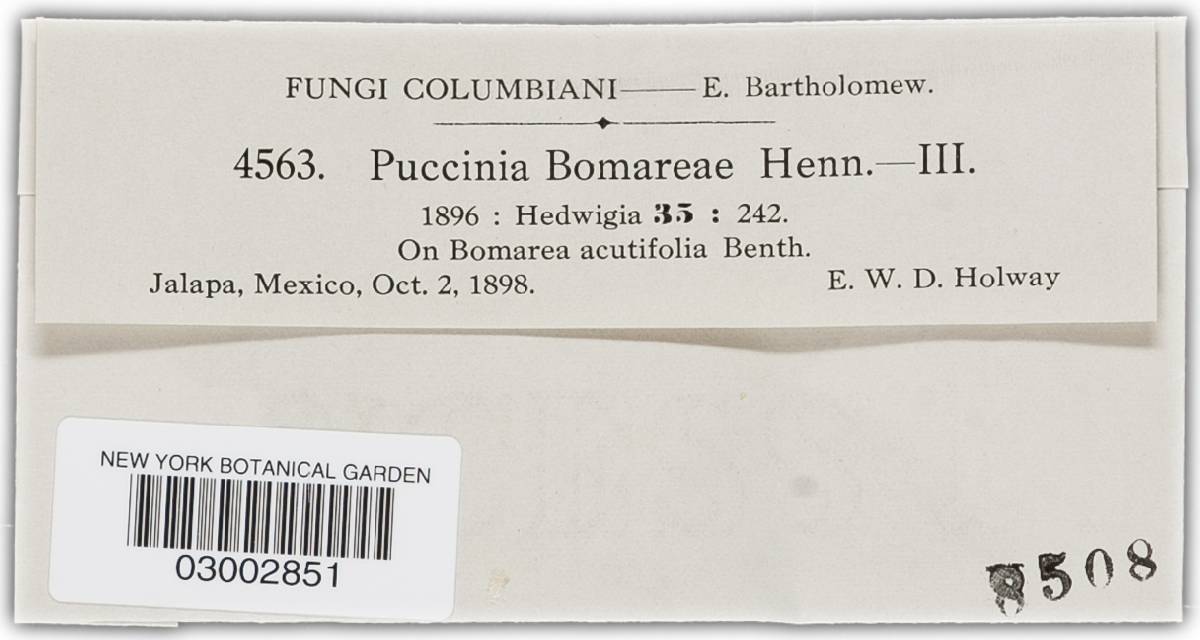 FUNGI COLUMBIANI—— E. Bartholomew.
4563. Puccinia Bomareae Henn.—III.
1896 : Hedwigia 35 : 242.
On Bomarea acutifolia Benth.
Jalapa, Mexico, Oct. 2, 1898. E. W. D. Holway
NEW YORK BOTANICAL GARDEN
03002851